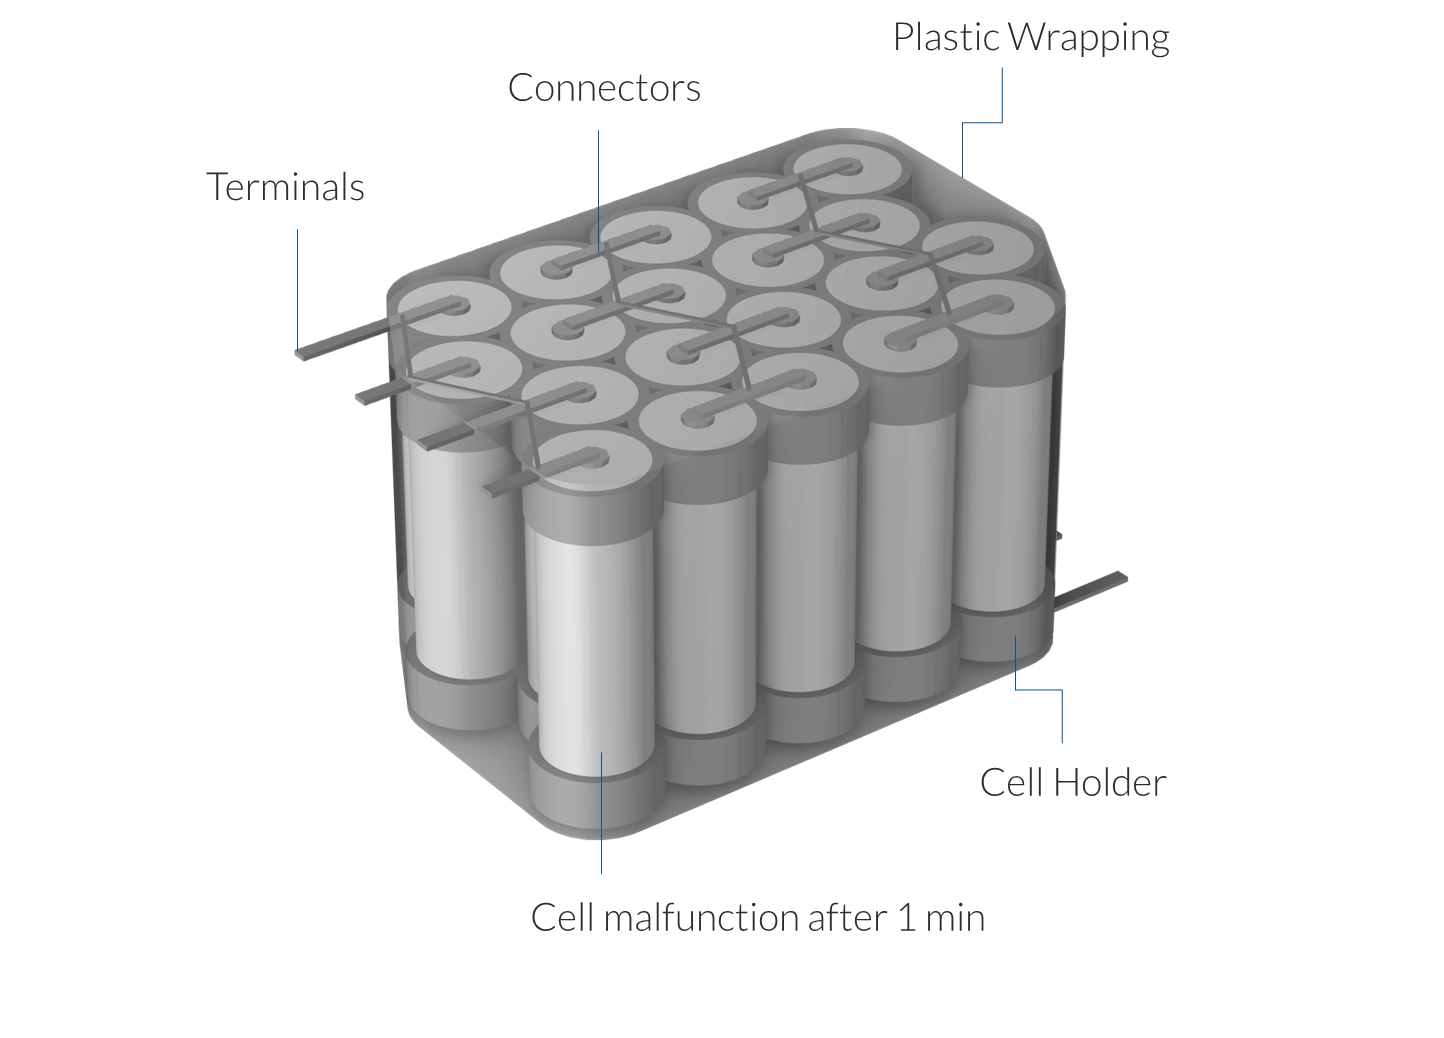 Plastic Wrapping
Connectors
Terminals
Cell Holder
Cell malfunction after 1 min